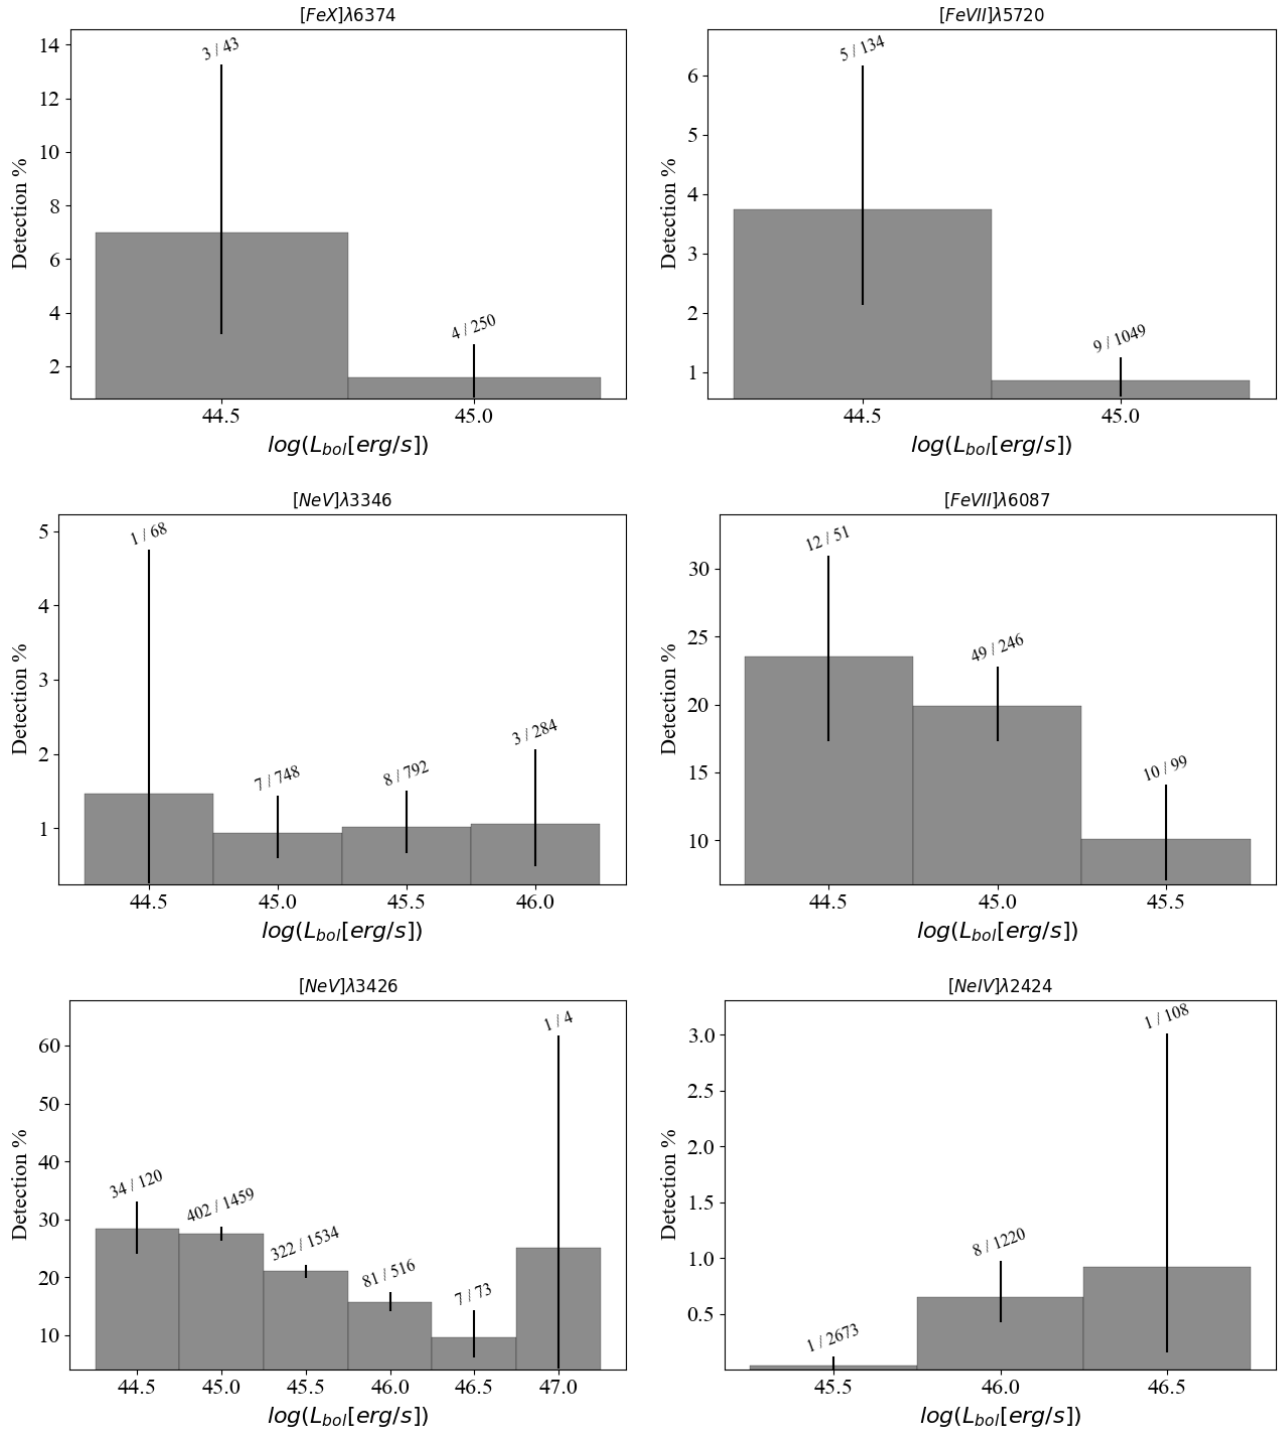 [FeX]λ6374
14
12
10
8
6
4
2
Detection %
3 / 43
4 / 250
44.5 45.0
log(L_bol[erg/s])
[FeVII]λ5720
6
5
4
3
2
1
Detection %
5 / 134
9 / 1049
44.5 45.0
log(L_bol[erg/s])
[NeV]λ3346
5
4
3
2
1
Detection %
1 / 68
7 / 748
8 / 792
3 / 284
44.5 45.0 45.5 46.0
log(L_bol[erg/s])
[FeVII]λ6087
30
25
20
15
10
Detection %
12 / 51
49 / 246
10 / 99
44.5 45.0 45.5
log(L_bol[erg/s])
[NeV]λ3426
60
50
40
30
20
10
Detection %
34 / 120
402 / 1459
322 / 1534
81 / 516
7 / 73
1 / 4
44.5 45.0 45.5 46.0 46.5 47.0
log(L_bol[erg/s])
[NeIV]λ2424
3.0
2.5
2.0
1.5
1.0
0.5
Detection %
1 / 2673
8 / 1220
1 / 108
45.5 46.0 46.5
log(L_bol[erg/s])